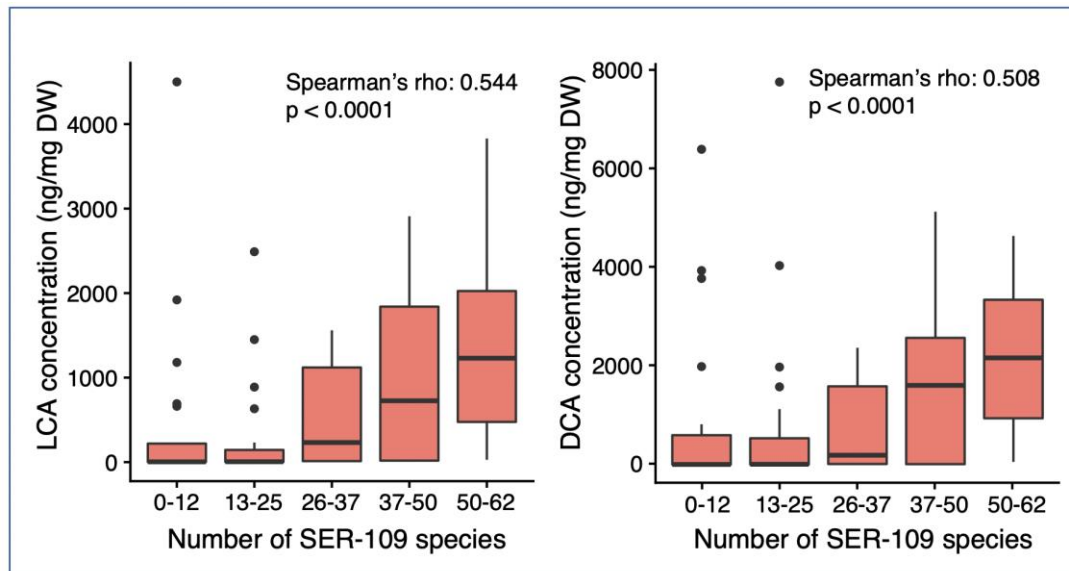 Spearman's rho: 0.544
p < 0.0001
LCA concentration (ng/mg DW)
4000
3000
2000
1000
0
0-12 13-25 26-37 37-50 50-62
Number of SER-109 species
Spearman's rho: 0.508
p < 0.0001
DCA concentration (ng/mg DW)
8000
6000
4000
2000
0
0-12 13-25 26-37 37-50 50-62
Number of SER-109 species